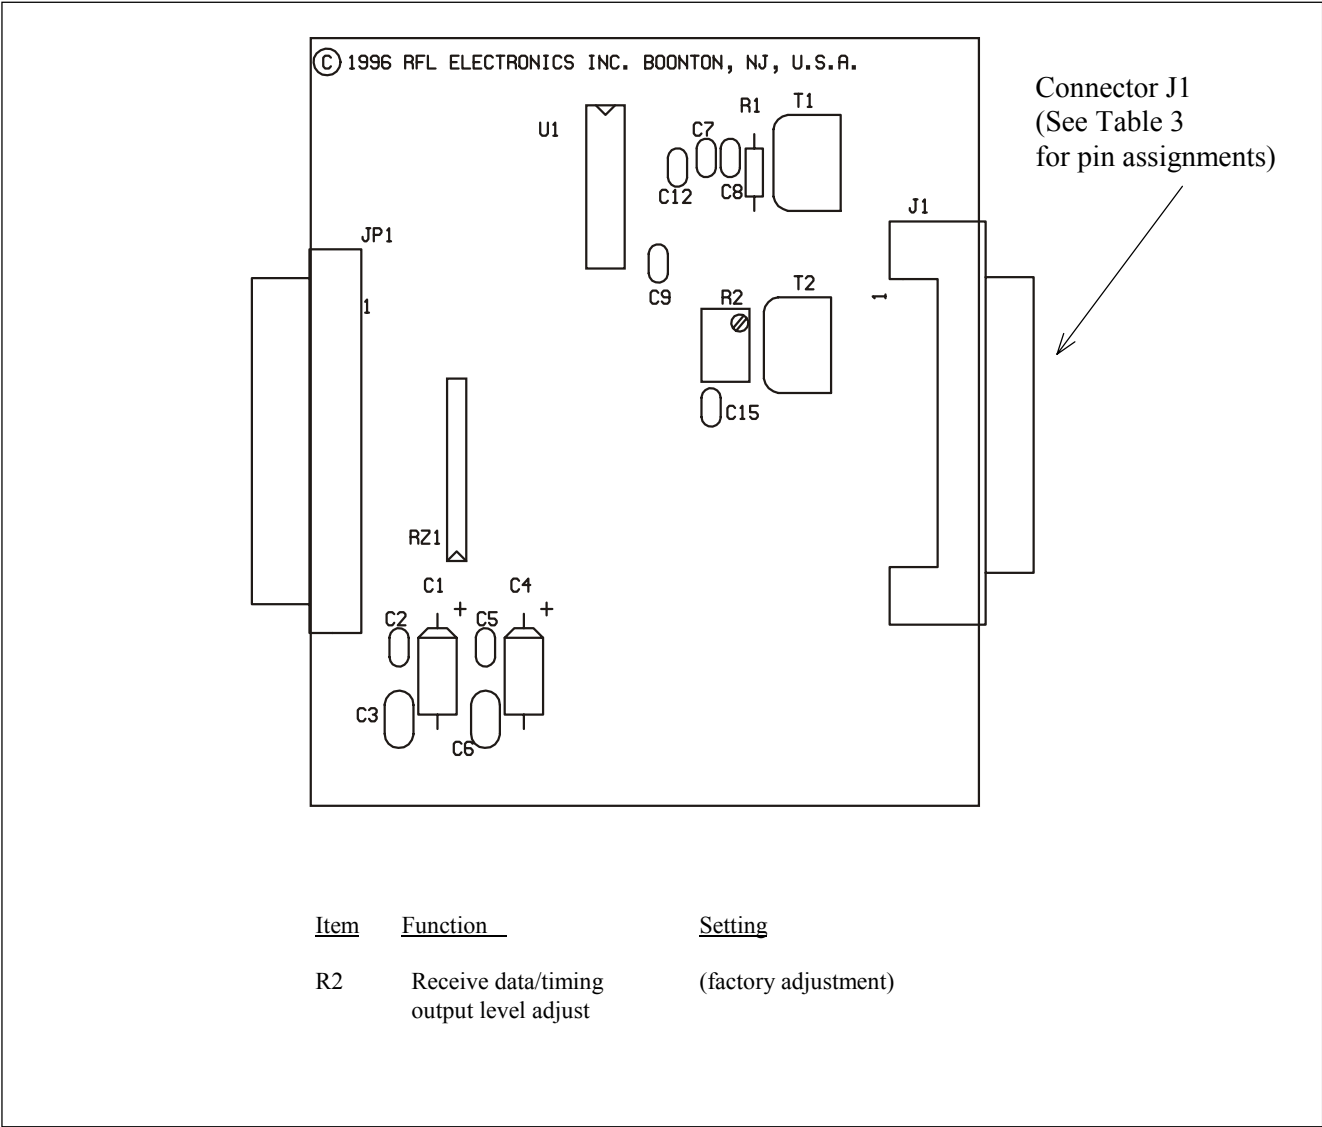 © 1996 RFL ELECTRONICS INC. BOONTON, NJ, U.S.A.
Connector J1
(See Table 3
for pin assignments)
U1
C7
R1
T1
C12
C8
J1
JP1
1
C9
R2
T2
1
C15
RZ1
C1
C4
C2
+
C5
+
C3
C6
Item Function Setting
R2 Receive data/timing (factory adjustment)
output level adjust